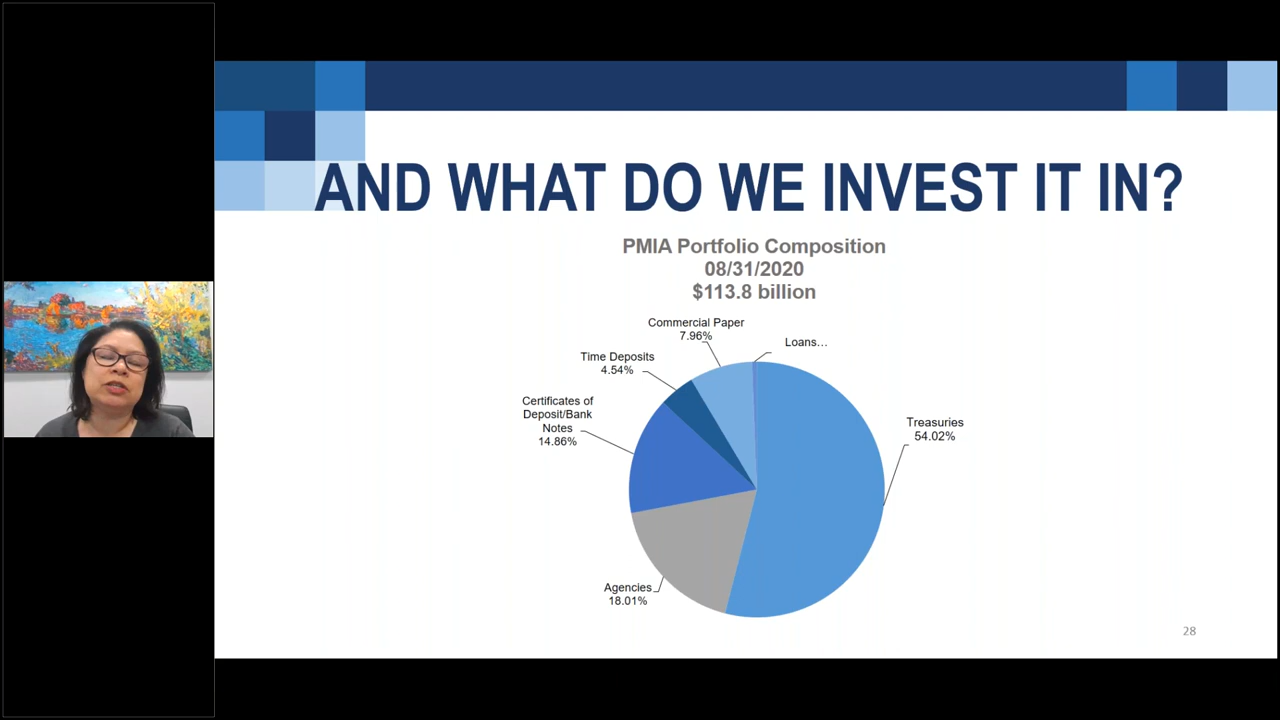 AND WHAT DO WE INVEST IT IN?
PMIA Portfolio Composition
08/31/2020
$113.8 billion
Commercial Paper
7.96%
Loans...
Time Deposits
4.54%
Certificates of
Deposit/Bank
Notes
14.86%
Treasuries
54.02%
Agencies
18.01%
28